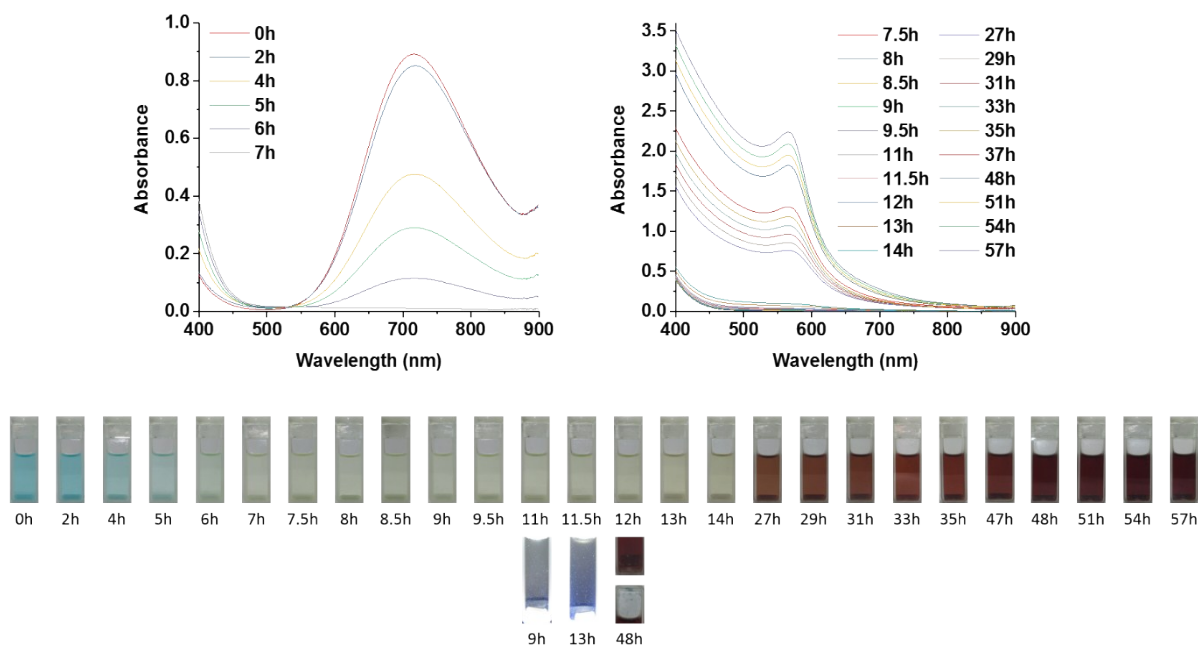 1.0
0.8
0.6
0.4
0.2
0.0
Absorbance
0h
2h
4h
5h
6h
7h
400 500 600 700 800 900
Wavelength (nm)
3.5
3.0
2.5
2.0
1.5
1.0
0.5
0.0
Absorbance
7.5h 27h
8h 29h
8.5h 31h
9h 33h
9.5h 35h
11h 37h
11.5h 48h
12h 51h
13h 54h
14h 57h
400 500 600 700 800 900
Wavelength (nm)
0h 2h 4h 5h 6h 7h 7.5h 8h 8.5h 9h 9.5h 11h 11.5h 12h 13h 14h 27h 29h 31h 33h 35h 47h 48h 51h 54h 57h
9h 13h 48h